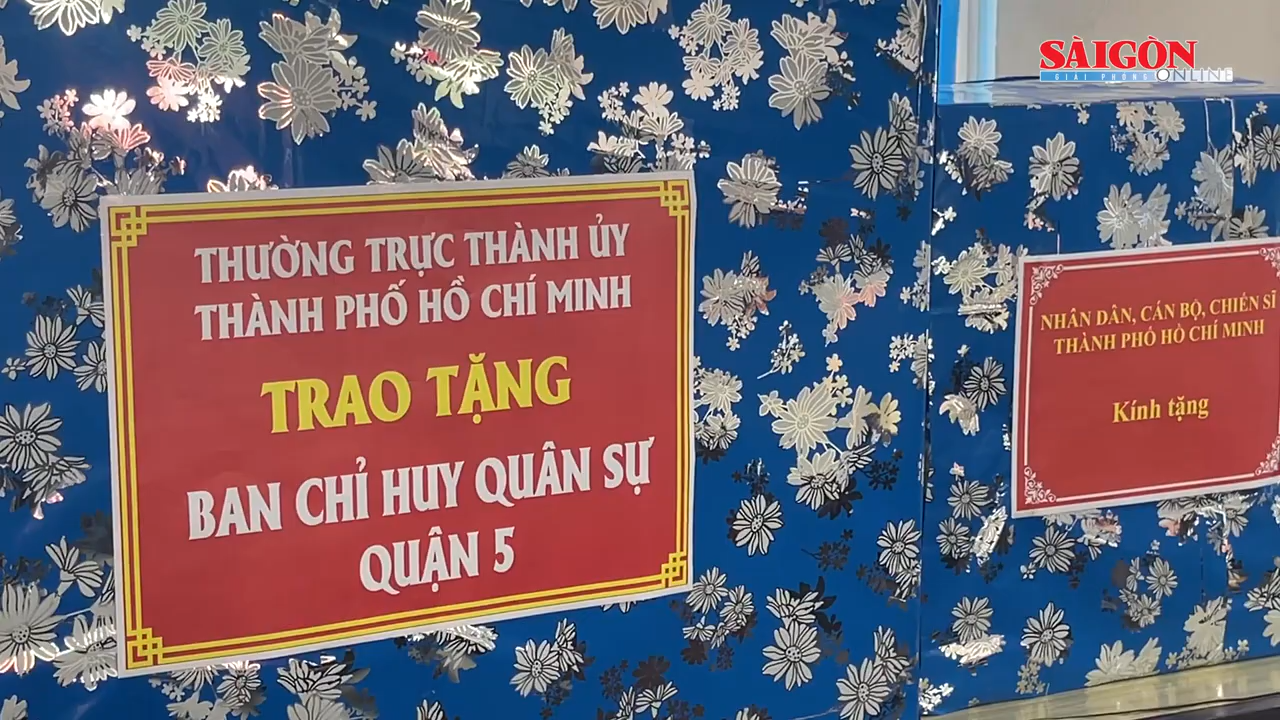 SÀIGÒN
GIẢI PHÓNG ONLINE
THƯỜNG TRỰC THÀNH ỦY
THÀNH PHỐ HỒ CHÍ MINH
TRAO TẶNG
BAN CHỈ HUY QUÂN SỰ
QUẬN 5
NHÂN DÂN, CÁN BỘ, CHIẾN SĨ
THÀNH PHỐ HỒ CHÍ MINH
Kính tặng